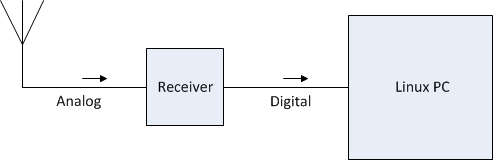 Analog
Receiver
Digital
Linux PC